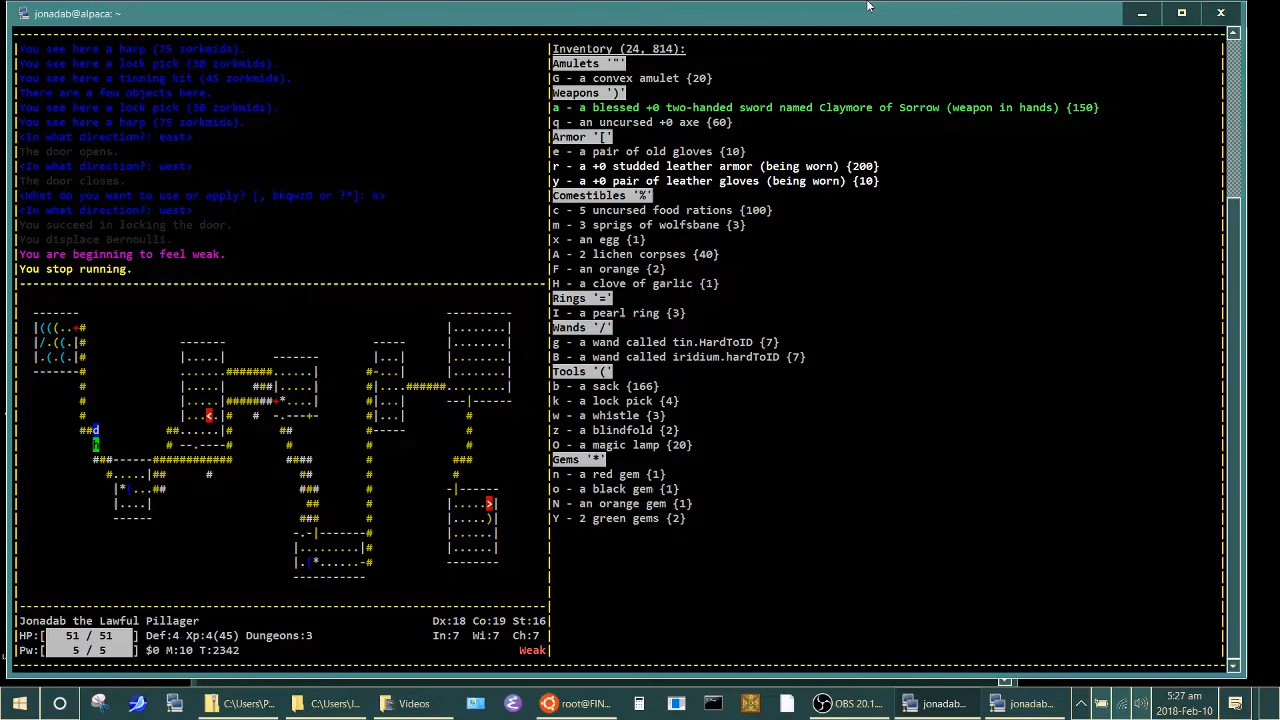 jonadab@alpaca: ~
You see here a harp (75 zorkmids).
You see here a lock pick (30 zorkmids).
You see here a tinning kit (45 zorkmids).
There are a few objects here.
You see here a lock pick (30 zorkmids).
You see here a harp (75 zorkmids).
<In what direction?: east>
The door opens.
<In what direction?: west>
The door closes.
<What do you want to use or apply? [, bkqwzO or ?*]: k>
<In what direction?: west>
You succeed in locking the door.
You displace Bernoulli.
You are beginning to feel weak.
You stop running.
Jonadab the Lawful Pillager Dx:18 Co:19 St:16
HP:[ 51 / 51 ] Def:4 Xp:4(45) Dungeons:3 In:7 Wi:7 Ch:7
Pw:[ 5 / 5 ] $0 M:10 T:2342 Weak
Inventory (24, 814):
Amulets '"'
G - a convex amulet {20}
Weapons ')'
a - a blessed +0 two-handed sword named Claymore of Sorrow (weapon in hands) {150}
q - an uncursed +0 axe {60}
Armor '['
e - a pair of old gloves {10}
r - a +0 studded leather armor (being worn) {200}
y - a +0 pair of leather gloves (being worn) {10}
Comestibles '%'
c - 5 uncursed food rations {100}
m - 3 sprigs of wolfsbane {3}
x - an egg {1}
A - 2 lichen corpses {40}
F - an orange {2}
H - a clove of garlic {1}
Rings '='
I - a pearl ring {3}
Wands '/'
g - a wand called tin.HardToID {7}
B - a wand called iridium.hardToID {7}
Tools '('
b - a sack {166}
k - a lock pick {4}
w - a whistle {3}
z - a blindfold {2}
O - a magic lamp {20}
Gems '*'
n - a red gem {1}
o - a black gem {1}
N - an orange gem {1}
Y - 2 green gems {2}
C:\Users\P...
C:\Users\J...
Videos
root@FIN...
DOS
OBS 20.1...
jonadab...
jonadab...
5:27 am
2018-Feb-10